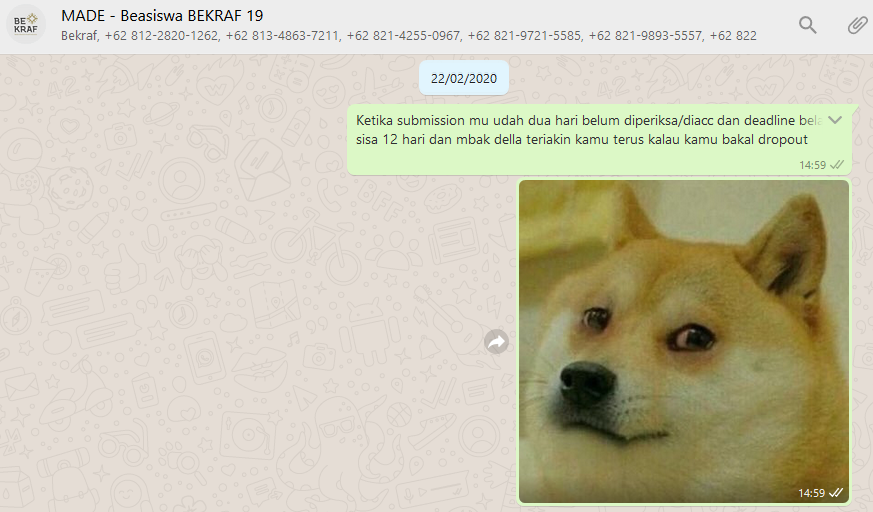 BE
KRAF
MADE - Beasiswa BEKRAF 19
Bekraf, +62 812-2820-1262, +62 813-4863-7211, +62 821-4255-0967, +62 821-9721-5585, +62 821-9893-5557, +62 822
22/02/2020
Ketika submission mu udah dua hari belum diperiksa/diacc dan deadline bela
sisa 12 hari dan mbak della teriakin kamu terus kalau kamu bakal dropout
14:59
14:59